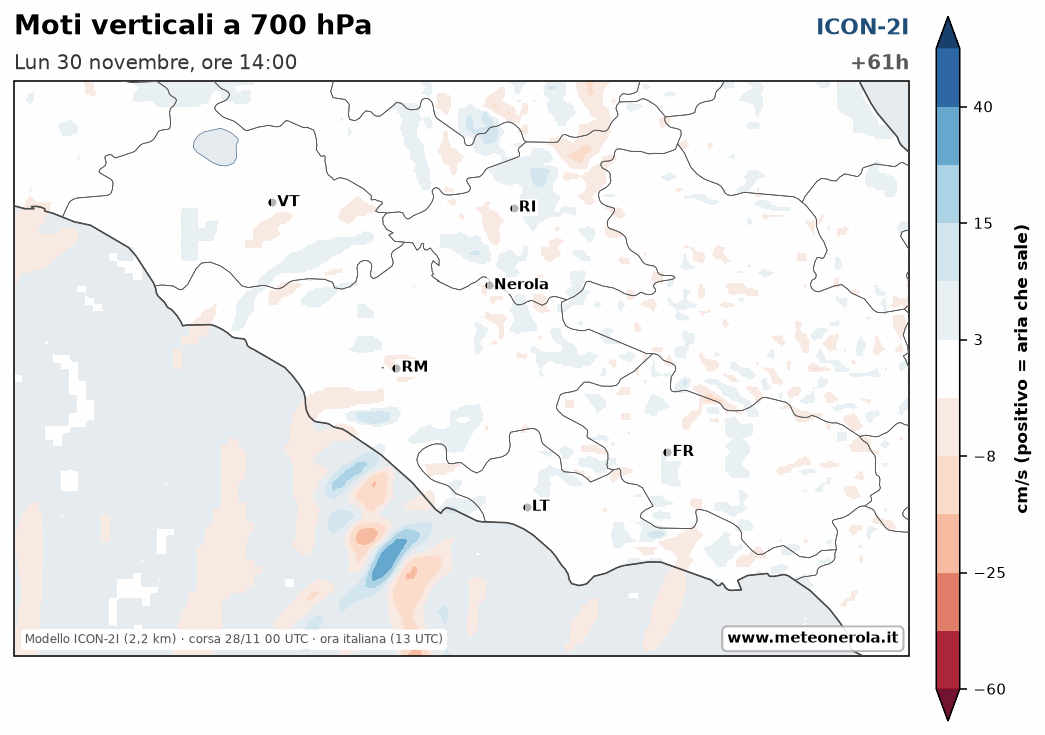 Moti verticali a 700 hPa
ICON-2I
Lun 30 novembre, ore 14:00
+61h
40
15
3
−8
−25
−60
cm/s (positivo = aria che sale)
VT
RI
Nerola
RM
FR
LT
Modello ICON-2I (2,2 km) · corsa 28/11 00 UTC · ora italiana (13 UTC)
www.meteonerola.it